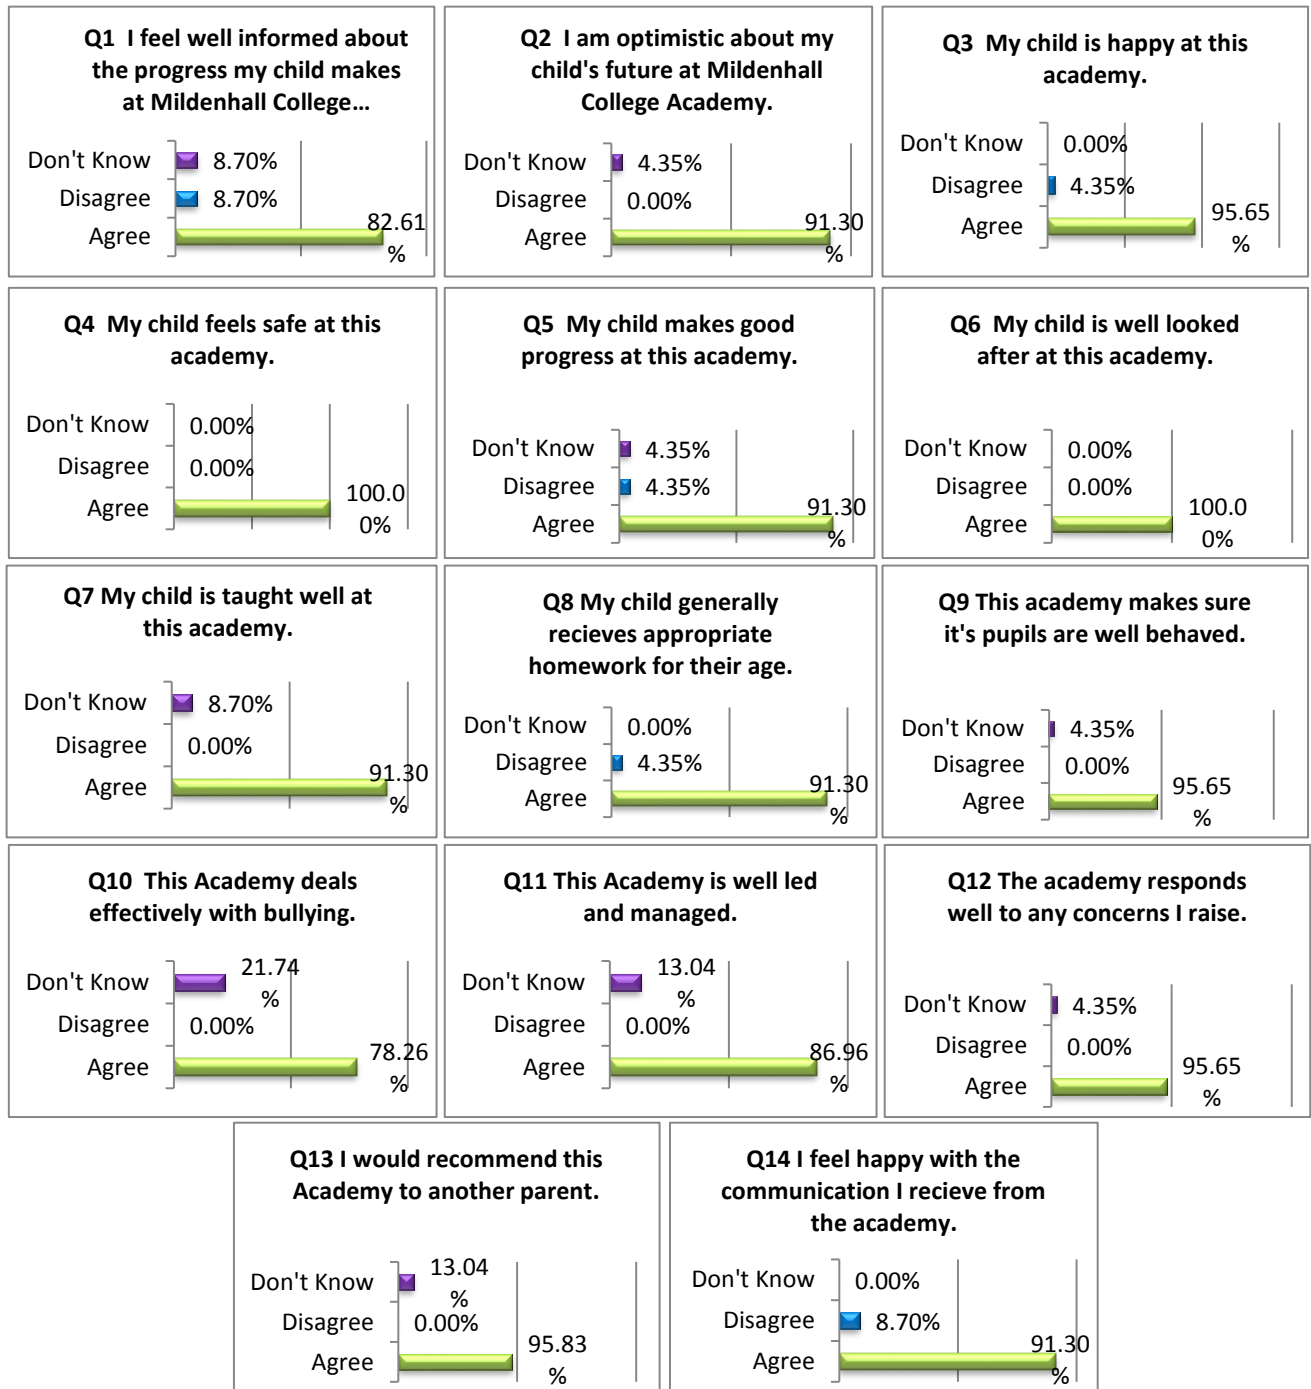 Q1  I feel well informed about
the progress my child makes
at Mildenhall College…
Don't Know
8.70%
Disagree
8.70%
Agree
82.61
%
Q2  I am optimistic about my
child's future at Mildenhall
College Academy.
Don't Know
4.35%
Disagree
0.00%
Agree
91.30
%
Q3  My child is happy at this
academy.
Don't Know
0.00%
Disagree
4.35%
Agree
95.65
%
Q4  My child feels safe at this
academy.
Don't Know
0.00%
Disagree
0.00%
Agree
100.0
0%
Q5  My child makes good
progress at this academy.
Don't Know
4.35%
Disagree
4.35%
Agree
91.30
%
Q6  My child is well looked
after at this academy.
Don't Know
0.00%
Disagree
0.00%
Agree
100.0
0%
Q7 My child is taught well at
this academy.
Don't Know
8.70%
Disagree
0.00%
Agree
91.30
%
Q8 My child generally
recieves appropriate
homework for their age.
Don't Know
0.00%
Disagree
4.35%
Agree
91.30
%
Q9 This academy makes sure
it's pupils are well behaved.
Don't Know
4.35%
Disagree
0.00%
Agree
95.65
%
Q10  This Academy deals
effectively with bullying.
Don't Know
21.74
%
Disagree
0.00%
Agree
78.26
%
Q11 This Academy is well led
and managed.
Don't Know
13.04
%
Disagree
0.00%
Agree
86.96
%
Q12 The academy responds
well to any concerns I raise.
Don't Know
4.35%
Disagree
0.00%
Agree
95.65
%
Q13 I would recommend this
Academy to another parent.
Don't Know
13.04
%
Disagree
0.00%
Agree
95.83
%
Q14 I feel happy with the
communication I recieve from
the academy.
Don't Know
0.00%
Disagree
8.70%
Agree
91.30
%